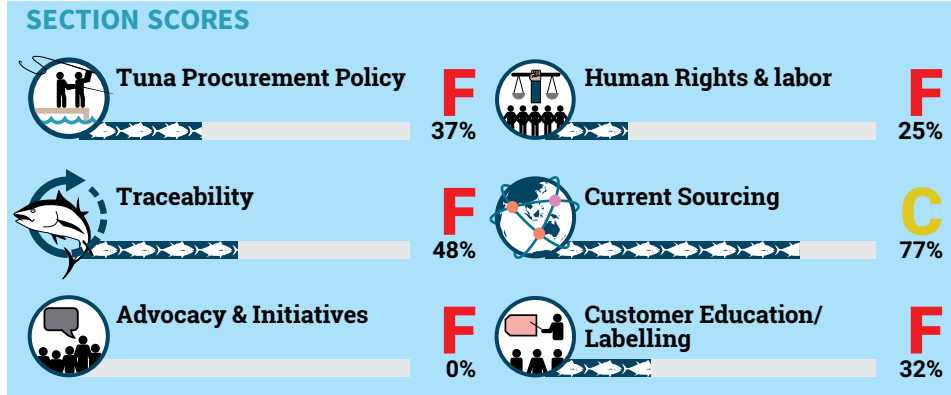 SECTION SCORES
Tuna Procurement Policy
F
37%
Human Rights & labor
F
25%
Traceability
F
48%
Current Sourcing
C
77%
Advocacy & Initiatives
F
0%
Customer Education/
Labelling
F
32%